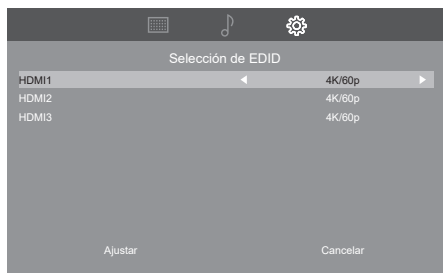 Selección de EDID
HDMI1 4K/60p
HDMI2 4K/60p
HDMI3 4K/60p
Ajustar Cancelar